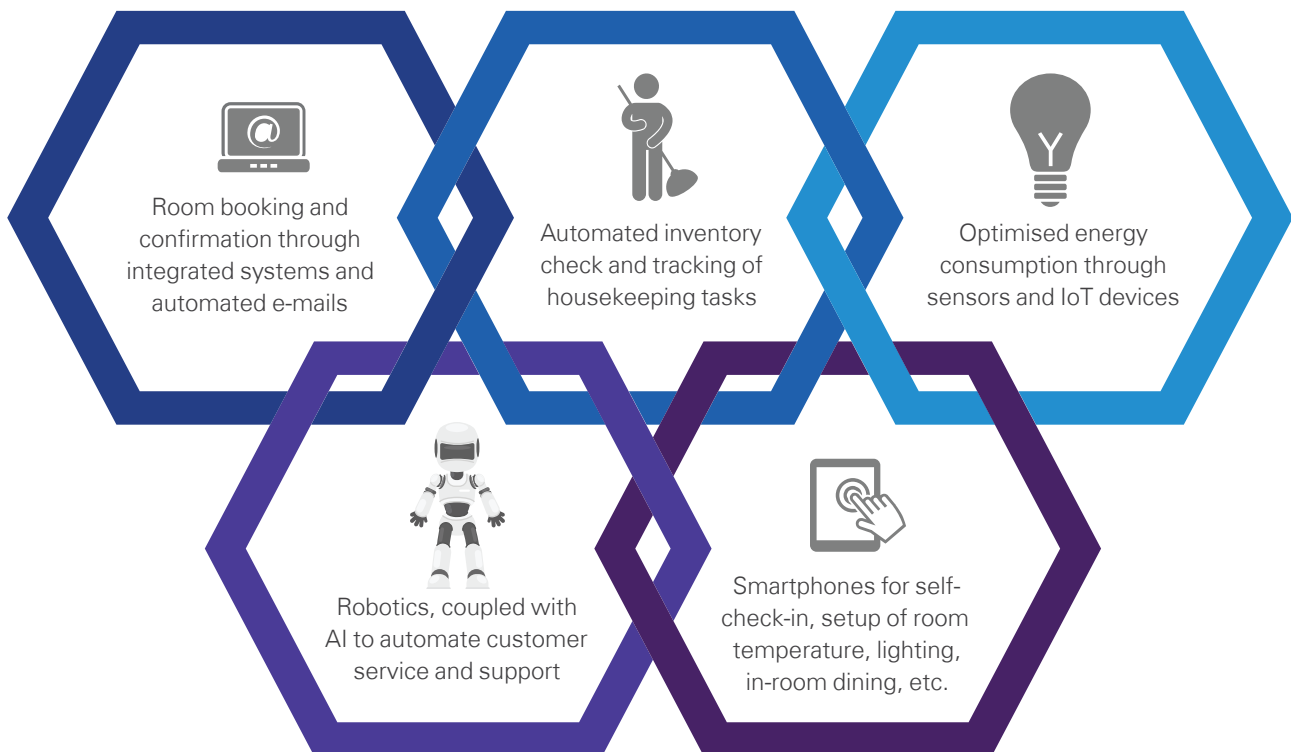 @
Room booking and
confirmation through
integrated systems and
automated e-mails
Automated inventory
check and tracking of
housekeeping tasks
Optimised energy
consumption through
sensors and IoT devices
Robotics, coupled with
AI to automate customer
service and support
Smartphones for self-
check-in, setup of room
temperature, lighting,
in-room dining, etc.